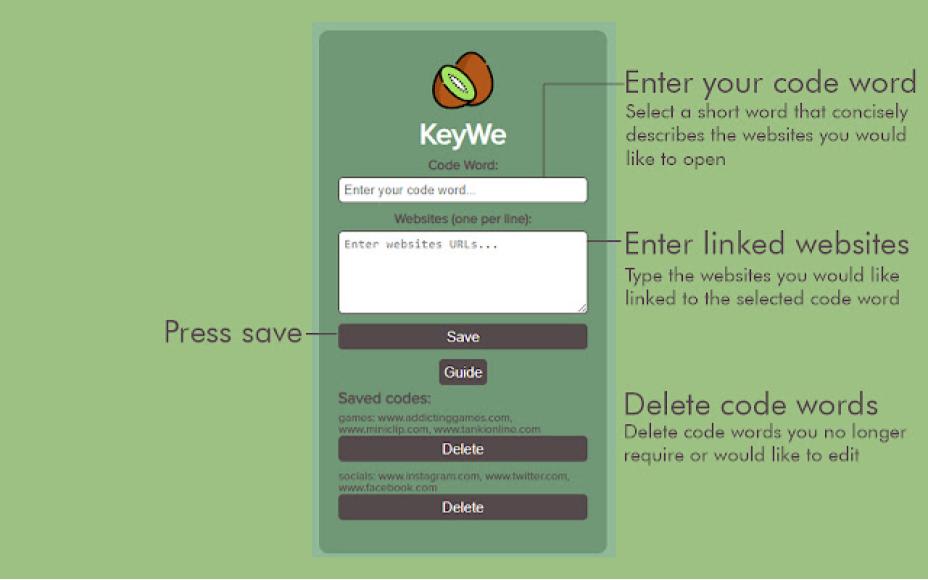 KeyWe
Code Word:
Enter your code word...
Websites (one per line):
Enter websites URLs...
Save
Guide
Saved codes:
games: www.addictinggames.com,
www.miniclip.com, www.tankionline.com
Delete
socials: www.instagram.com, www.twitter.com,
www.facebook.com
Delete
Press save
Enter your code word
Select a short word that concisely
describes the websites you would
like to open
Enter linked websites
Type the websites you would like
linked to the selected code word
Delete code words
Delete code words you no longer
require or would like to edit